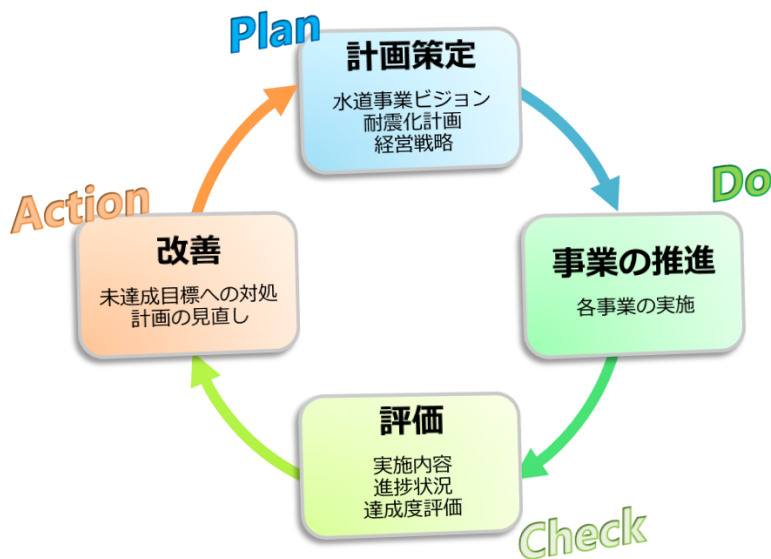 Plan
計画策定
水道事業ビジョン
耐震化計画
経営戦略
Do
事業の推進
各事業の実施
Check
評価
実施内容
進捗状況
達成度評価
Action
改善
未達成目標への対処
計画の見直し